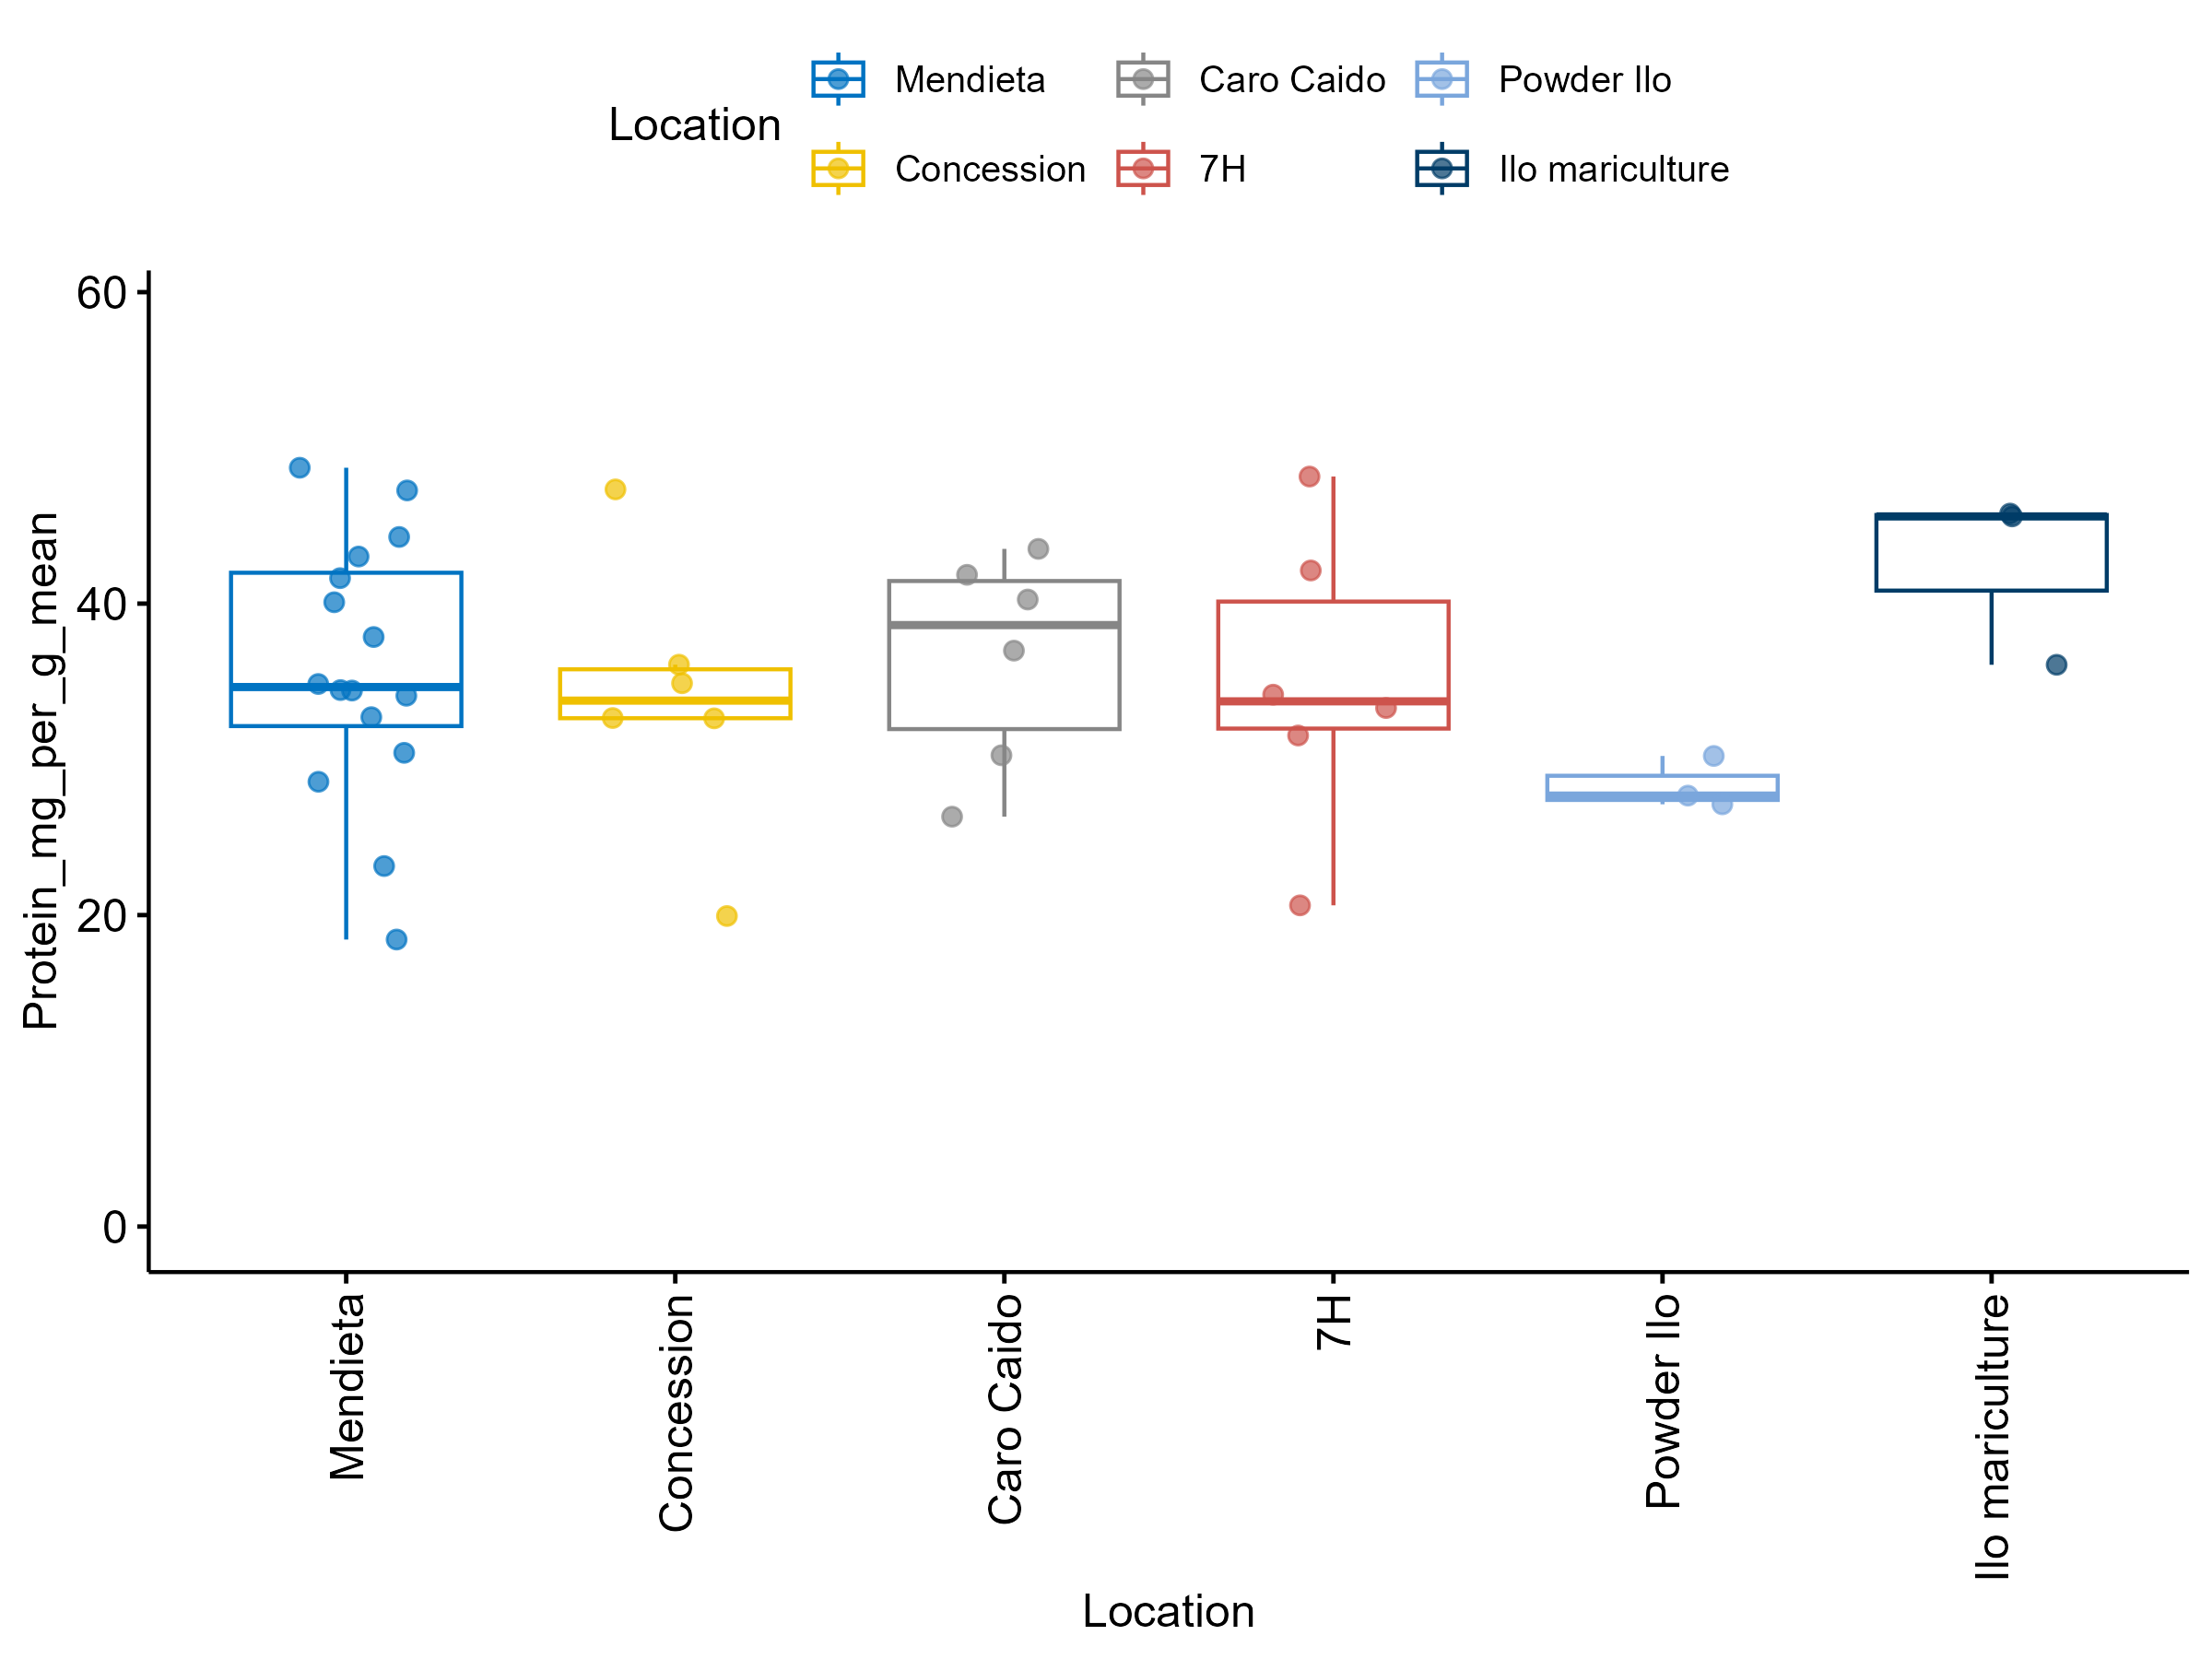 Location
Mendieta
Caro Caido
Powder Ilo
Concession
7H
Ilo mariculture
Protein_mg_per_g_mean
60
40
20
0
Mendieta
Concession
Caro Caido
7H
Powder Ilo
Ilo mariculture
Location